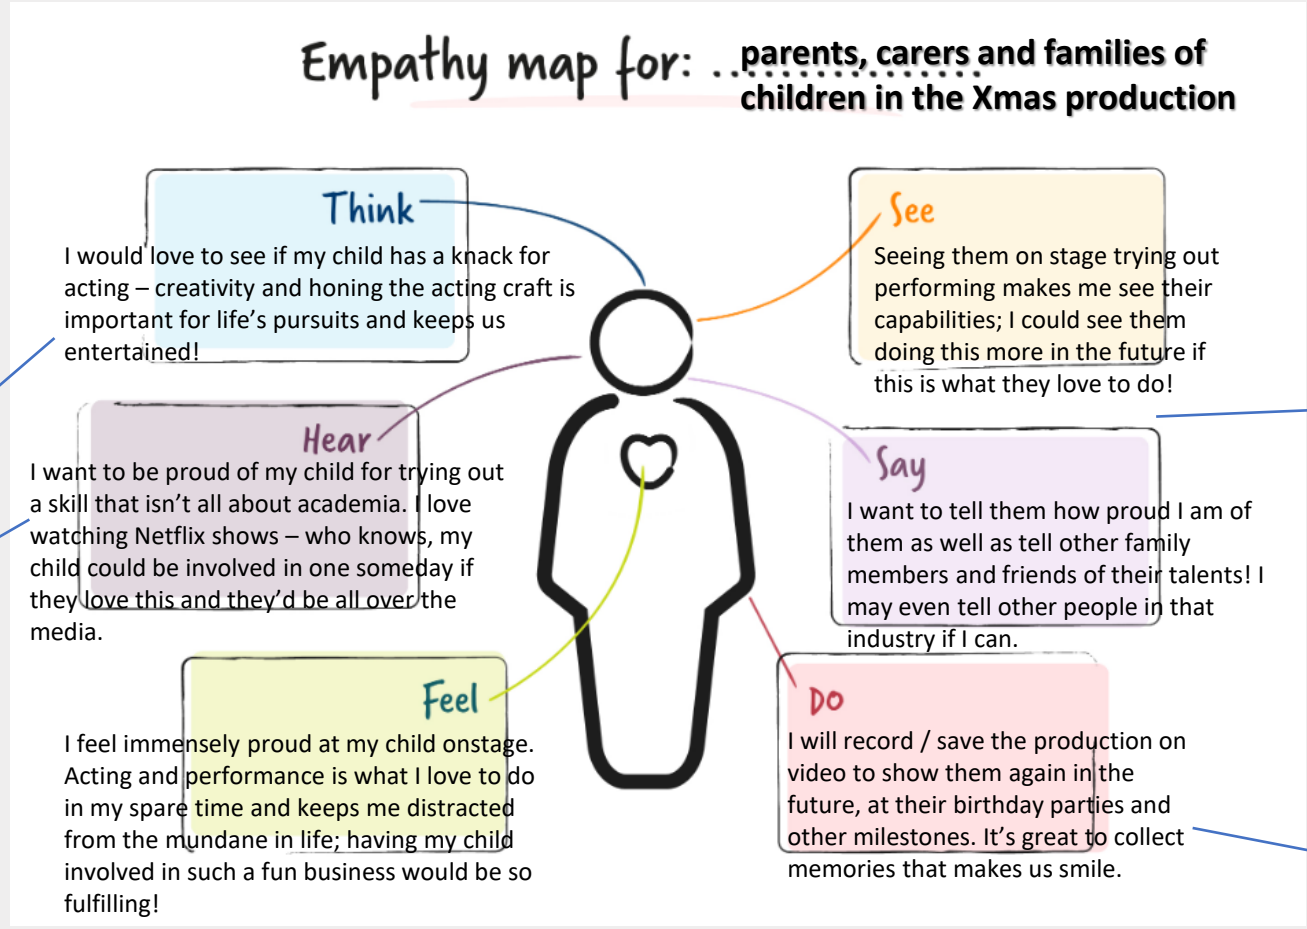 Empathy map for: ..................
parents, carers and families of
children in the Xmas production
Think
I would love to see if my child has a knack for
acting – creativity and honing the acting craft is
important for life’s pursuits and keeps us
entertained!
See
Seeing them on stage trying out
performing makes me see their
capabilities; I could see them
doing this more in the future if
this is what they love to do!
Hear
I want to be proud of my child for trying out
a skill that isn’t all about academia. I love
watching Netflix shows – who knows, my
child could be involved in one someday if
they love this and they’d be all over the
media.
Say
I want to tell them how proud I am of
them as well as tell other family
members and friends of their talents! I
may even tell other people in that
industry if I can.
Feel
I feel immensely proud at my child onstage.
Acting and performance is what I love to do
in my spare time and keeps me distracted
from the mundane in life; having my child
involved in such a fun business would be so
fulfilling!
Do
I will record / save the production on
video to show them again in the
future, at their birthday parties and
other milestones. It’s great to collect
memories that makes us smile.